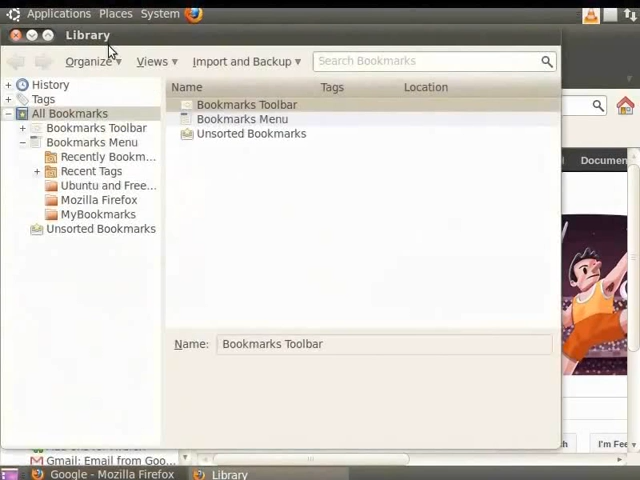 Applications Places System
Library
Organize Views Import and Backup Search Bookmarks
History
Tags
All Bookmarks
Bookmarks Toolbar
Bookmarks Menu
Recently Bookm...
Recent Tags
Ubuntu and Free...
Mozilla Firefox
MyBookmarks
Unsorted Bookmarks
Name Tags Location
Bookmarks Toolbar
Bookmarks Menu
Unsorted Bookmarks
Name: Bookmarks Toolbar
Documen
I'm Fee
Gmail: Email from Goo...
Google - Mozilla Firefox Library